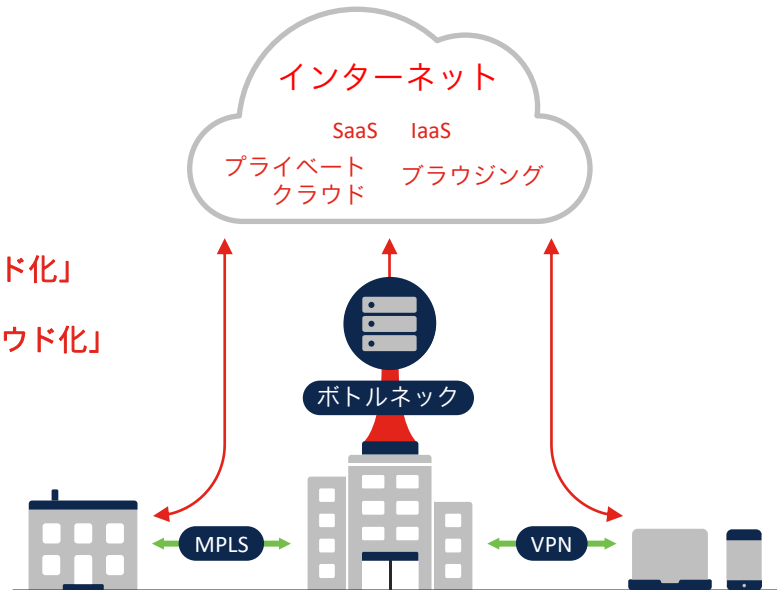 インターネット
SaaS IaaS
プライベート
クラウド
ブラウジング
ド化」
ウド化」
ボトルネック
MPLS
VPN